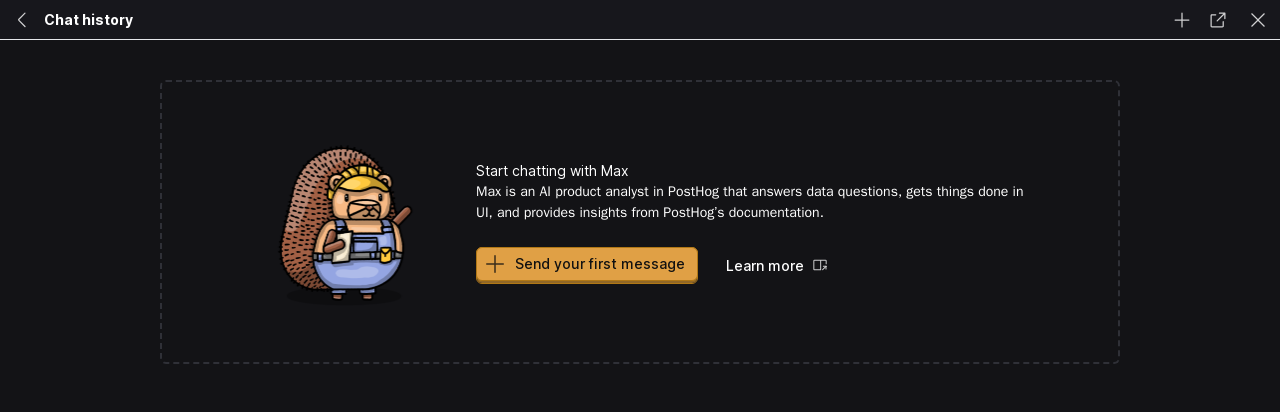 Chat history
Start chatting with Max
Max is an AI product analyst in PostHog that answers data questions, gets things done in
UI, and provides insights from PostHog's documentation.
Send your first message
Learn more